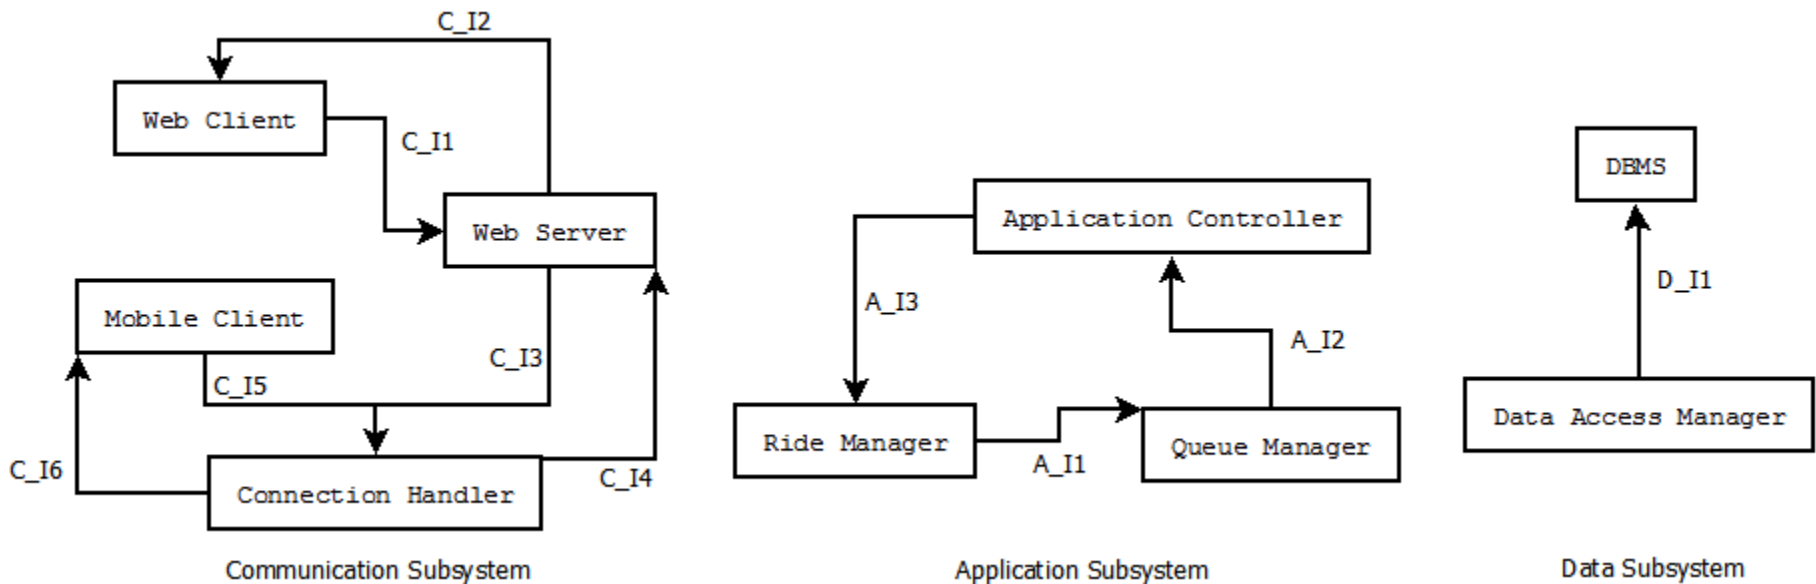 C_I2
Web Client
C_I1
Web Server
Mobile Client
C_I3
C_I5
C_I6
C_I4
Connection Handler
Communication Subsystem
Application Controller
A_I3
A_I2
Ride Manager
A_I1
Queue Manager
Application Subsystem
DBMS
D_I1
Data Access Manager
Data Subsystem